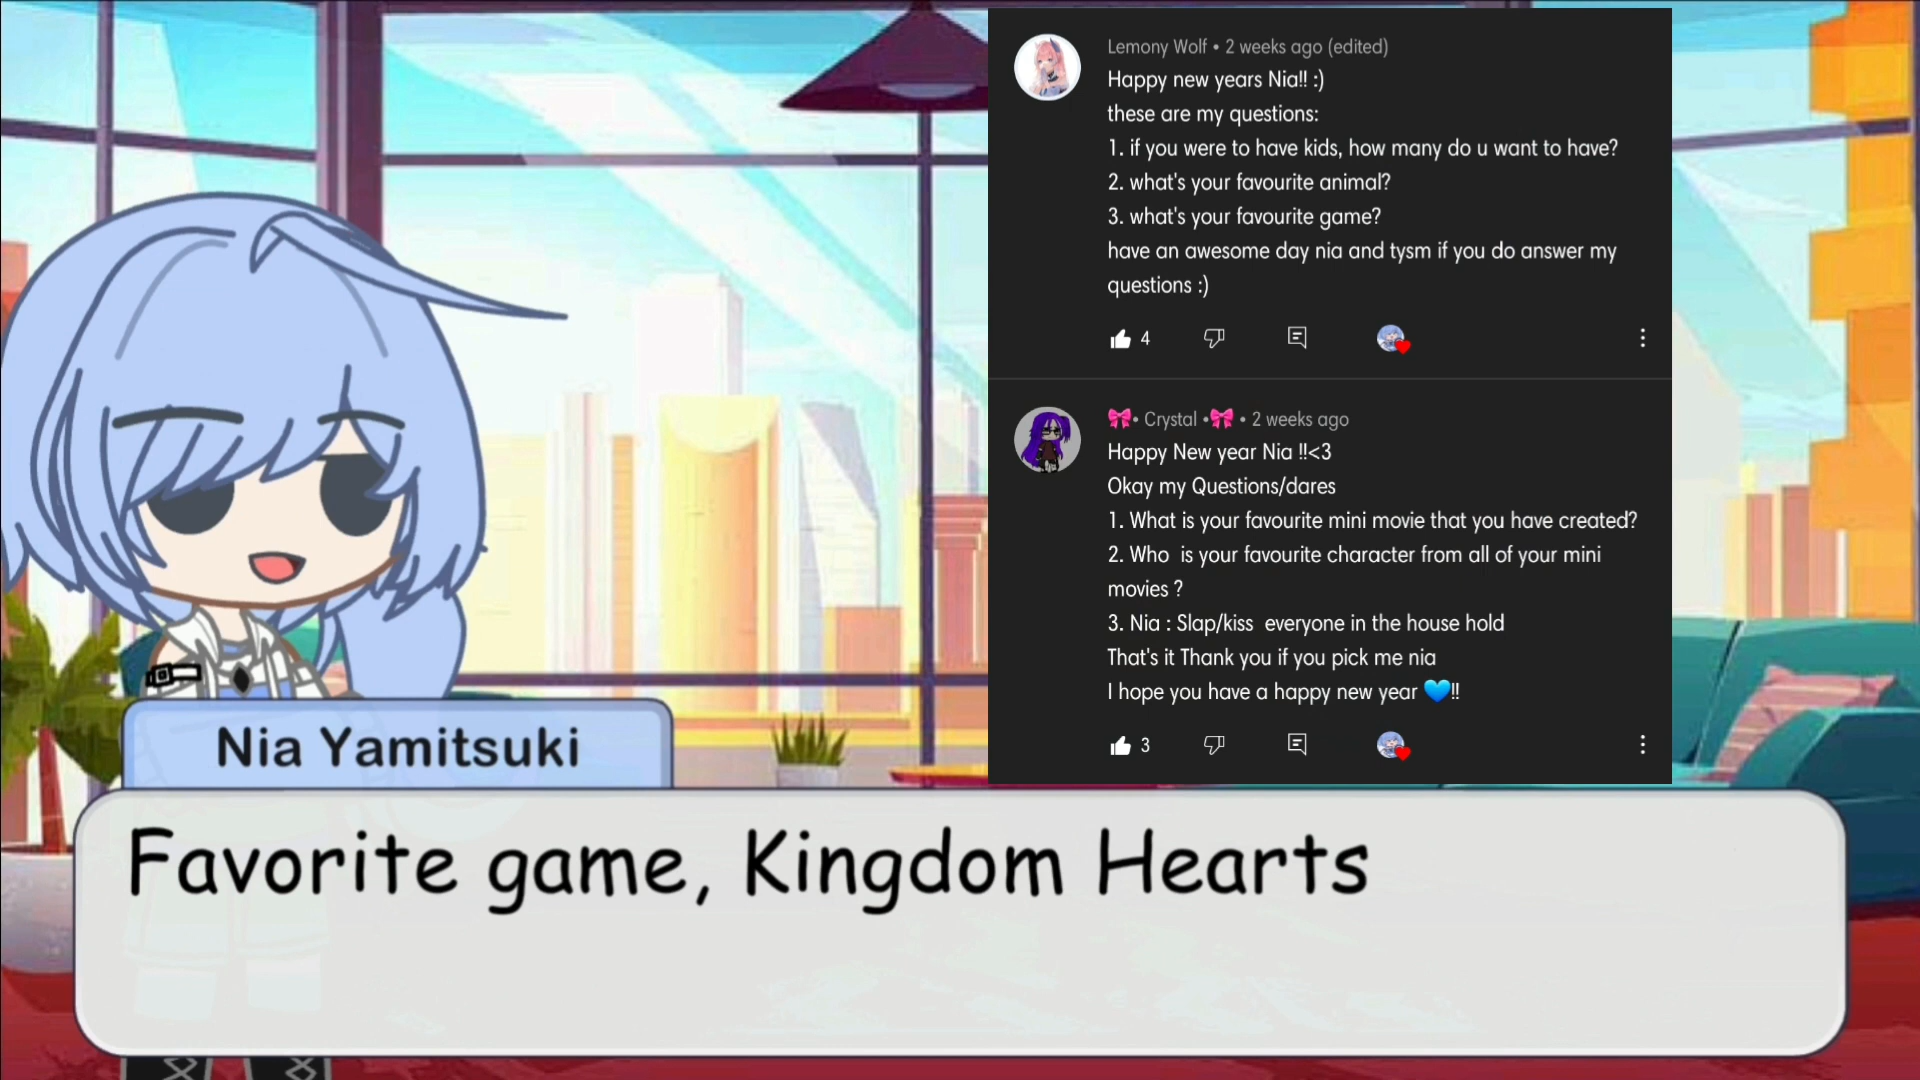 Lemony Wolf • 2 weeks ago (edited)
Happy new years Nia!! :)
these are my questions:
1. if you were to have kids, how many do u want to have?
2. what's your favourite animal?
3. what's your favourite game?
have an awesome day nia and tysm if you do answer my
questions :)
4
🎀• Crystal •🎀 • 2 weeks ago
Happy New year Nia !!<3
Okay my Questions/dares
1. What is your favourite mini movie that you have created?
2. Who  is your favourite character from all of your mini
movies ?
3. Nia : Slap/kiss  everyone in the house hold
That's it Thank you if you pick me nia
I hope you have a happy new year 💙!!
3
Nia Yamitsuki
Favorite game, Kingdom Hearts